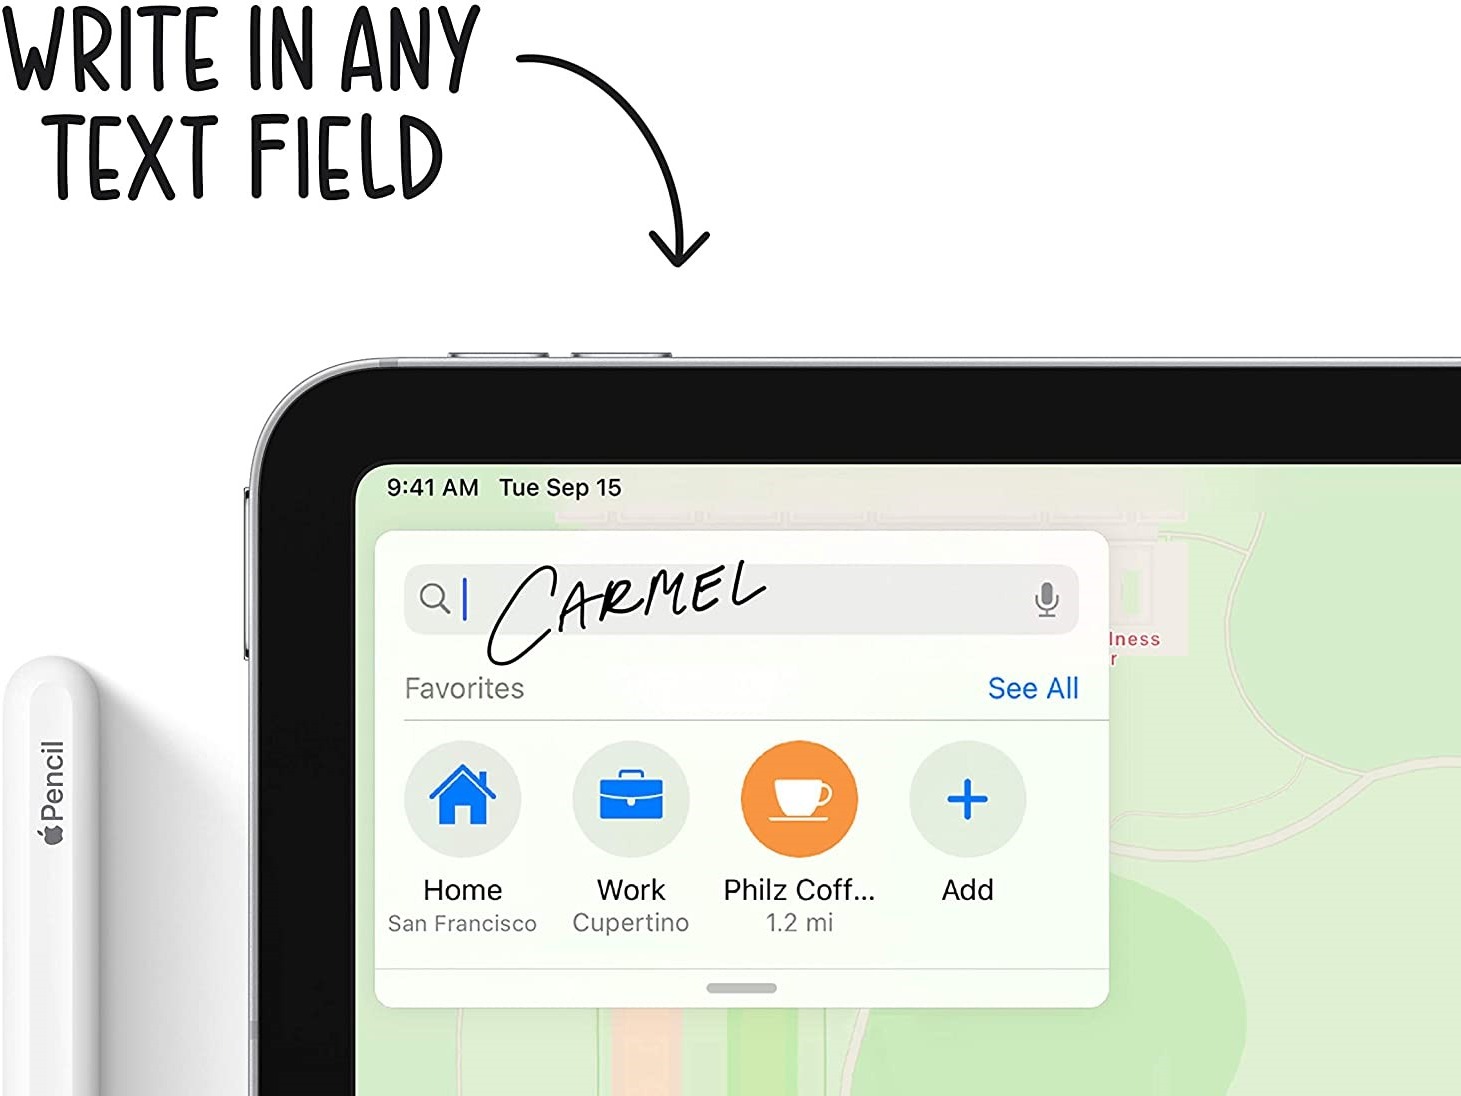 WRITE IN ANY
TEXT FIELD
9:41 AM Tue Sep 15
CARMEL
Favorites See All
Home Work Philz Coff... Add
San Francisco Cupertino 1.2 mi
lness
r
Pencil